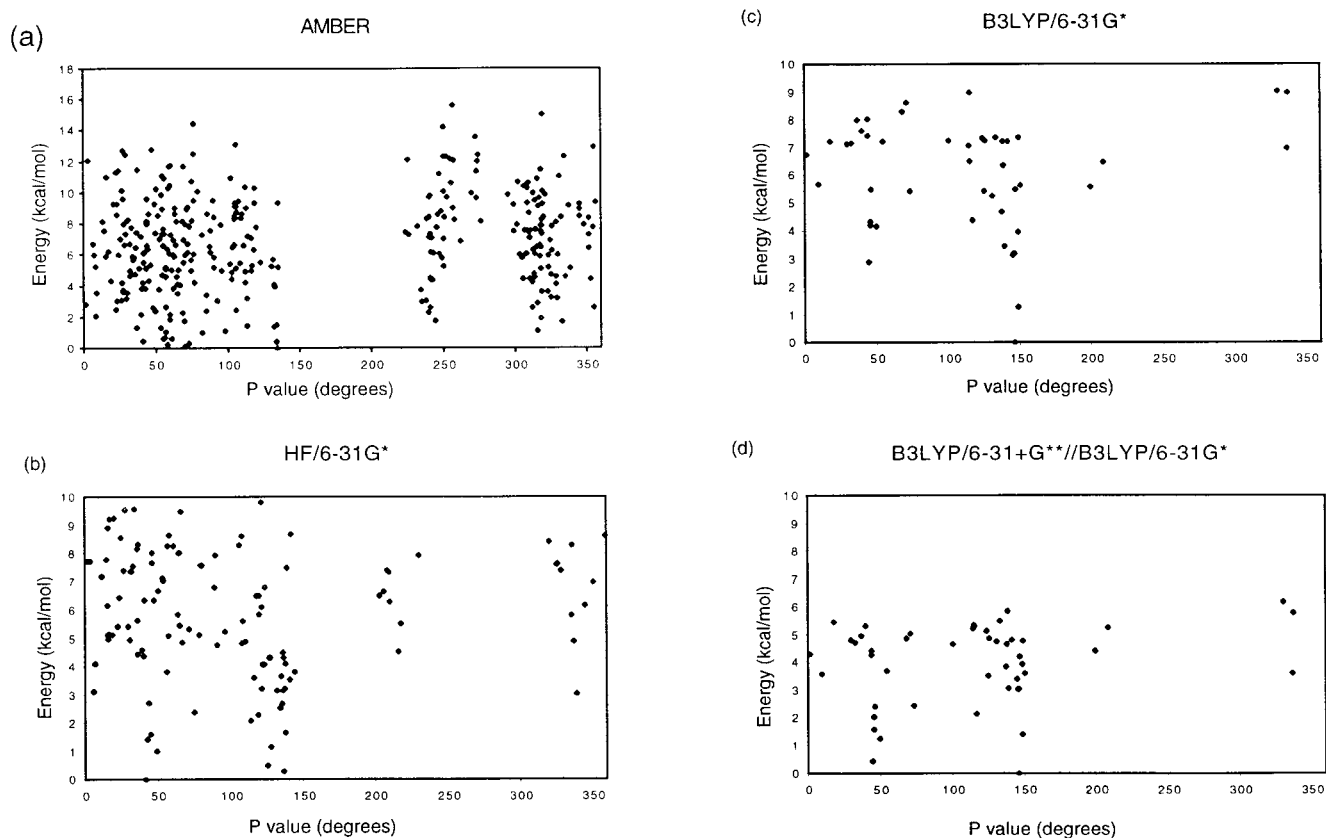 (a)
AMBER
Energy (kcal/mol)
18
16
14
12
10
8
6
4
2
0
0 50 100 150 200 250 300 350
P value (degrees)
(b)
HF/6-31G*
Energy (kcal/mol)
10
9
8
7
6
5
4
3
2
1
0
0 50 100 150 200 250 300 350
P value (degrees)
(c)
B3LYP/6-31G*
Energy (kcal/mol)
10
9
8
7
6
5
4
3
2
1
0
0 50 100 150 200 250 300 350
P value (degrees)
(d)
B3LYP/6-31+G**//B3LYP/6-31G*
Energy (kcal/mol)
10
9
8
7
6
5
4
3
2
1
0
0 50 100 150 200 250 300 350
P value (degrees)